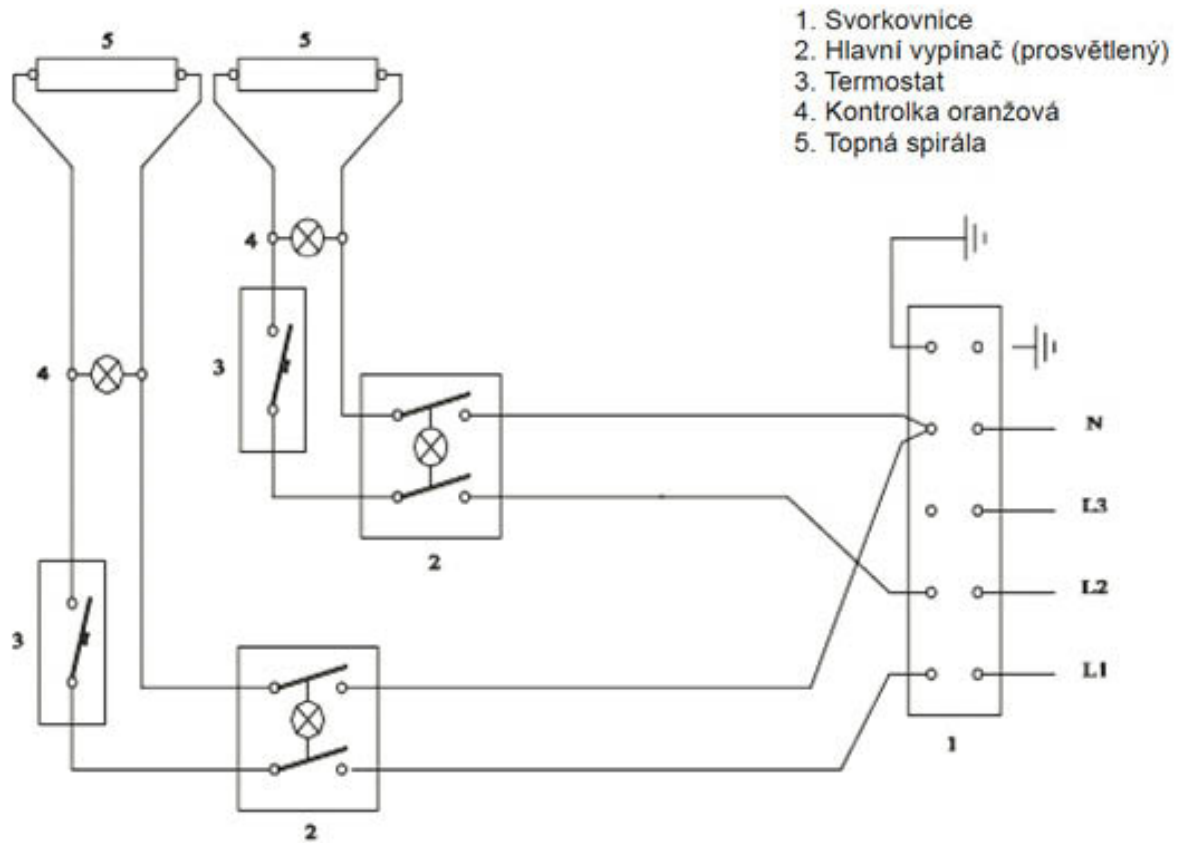 5
5
1. Svorkovnice
2. Hlavní vypínač (prosvětlený)
3. Termostat
4. Kontrolka oranžová
5. Topná spirála
4
3
4
N
L3
2
L2
3
L1
1
2